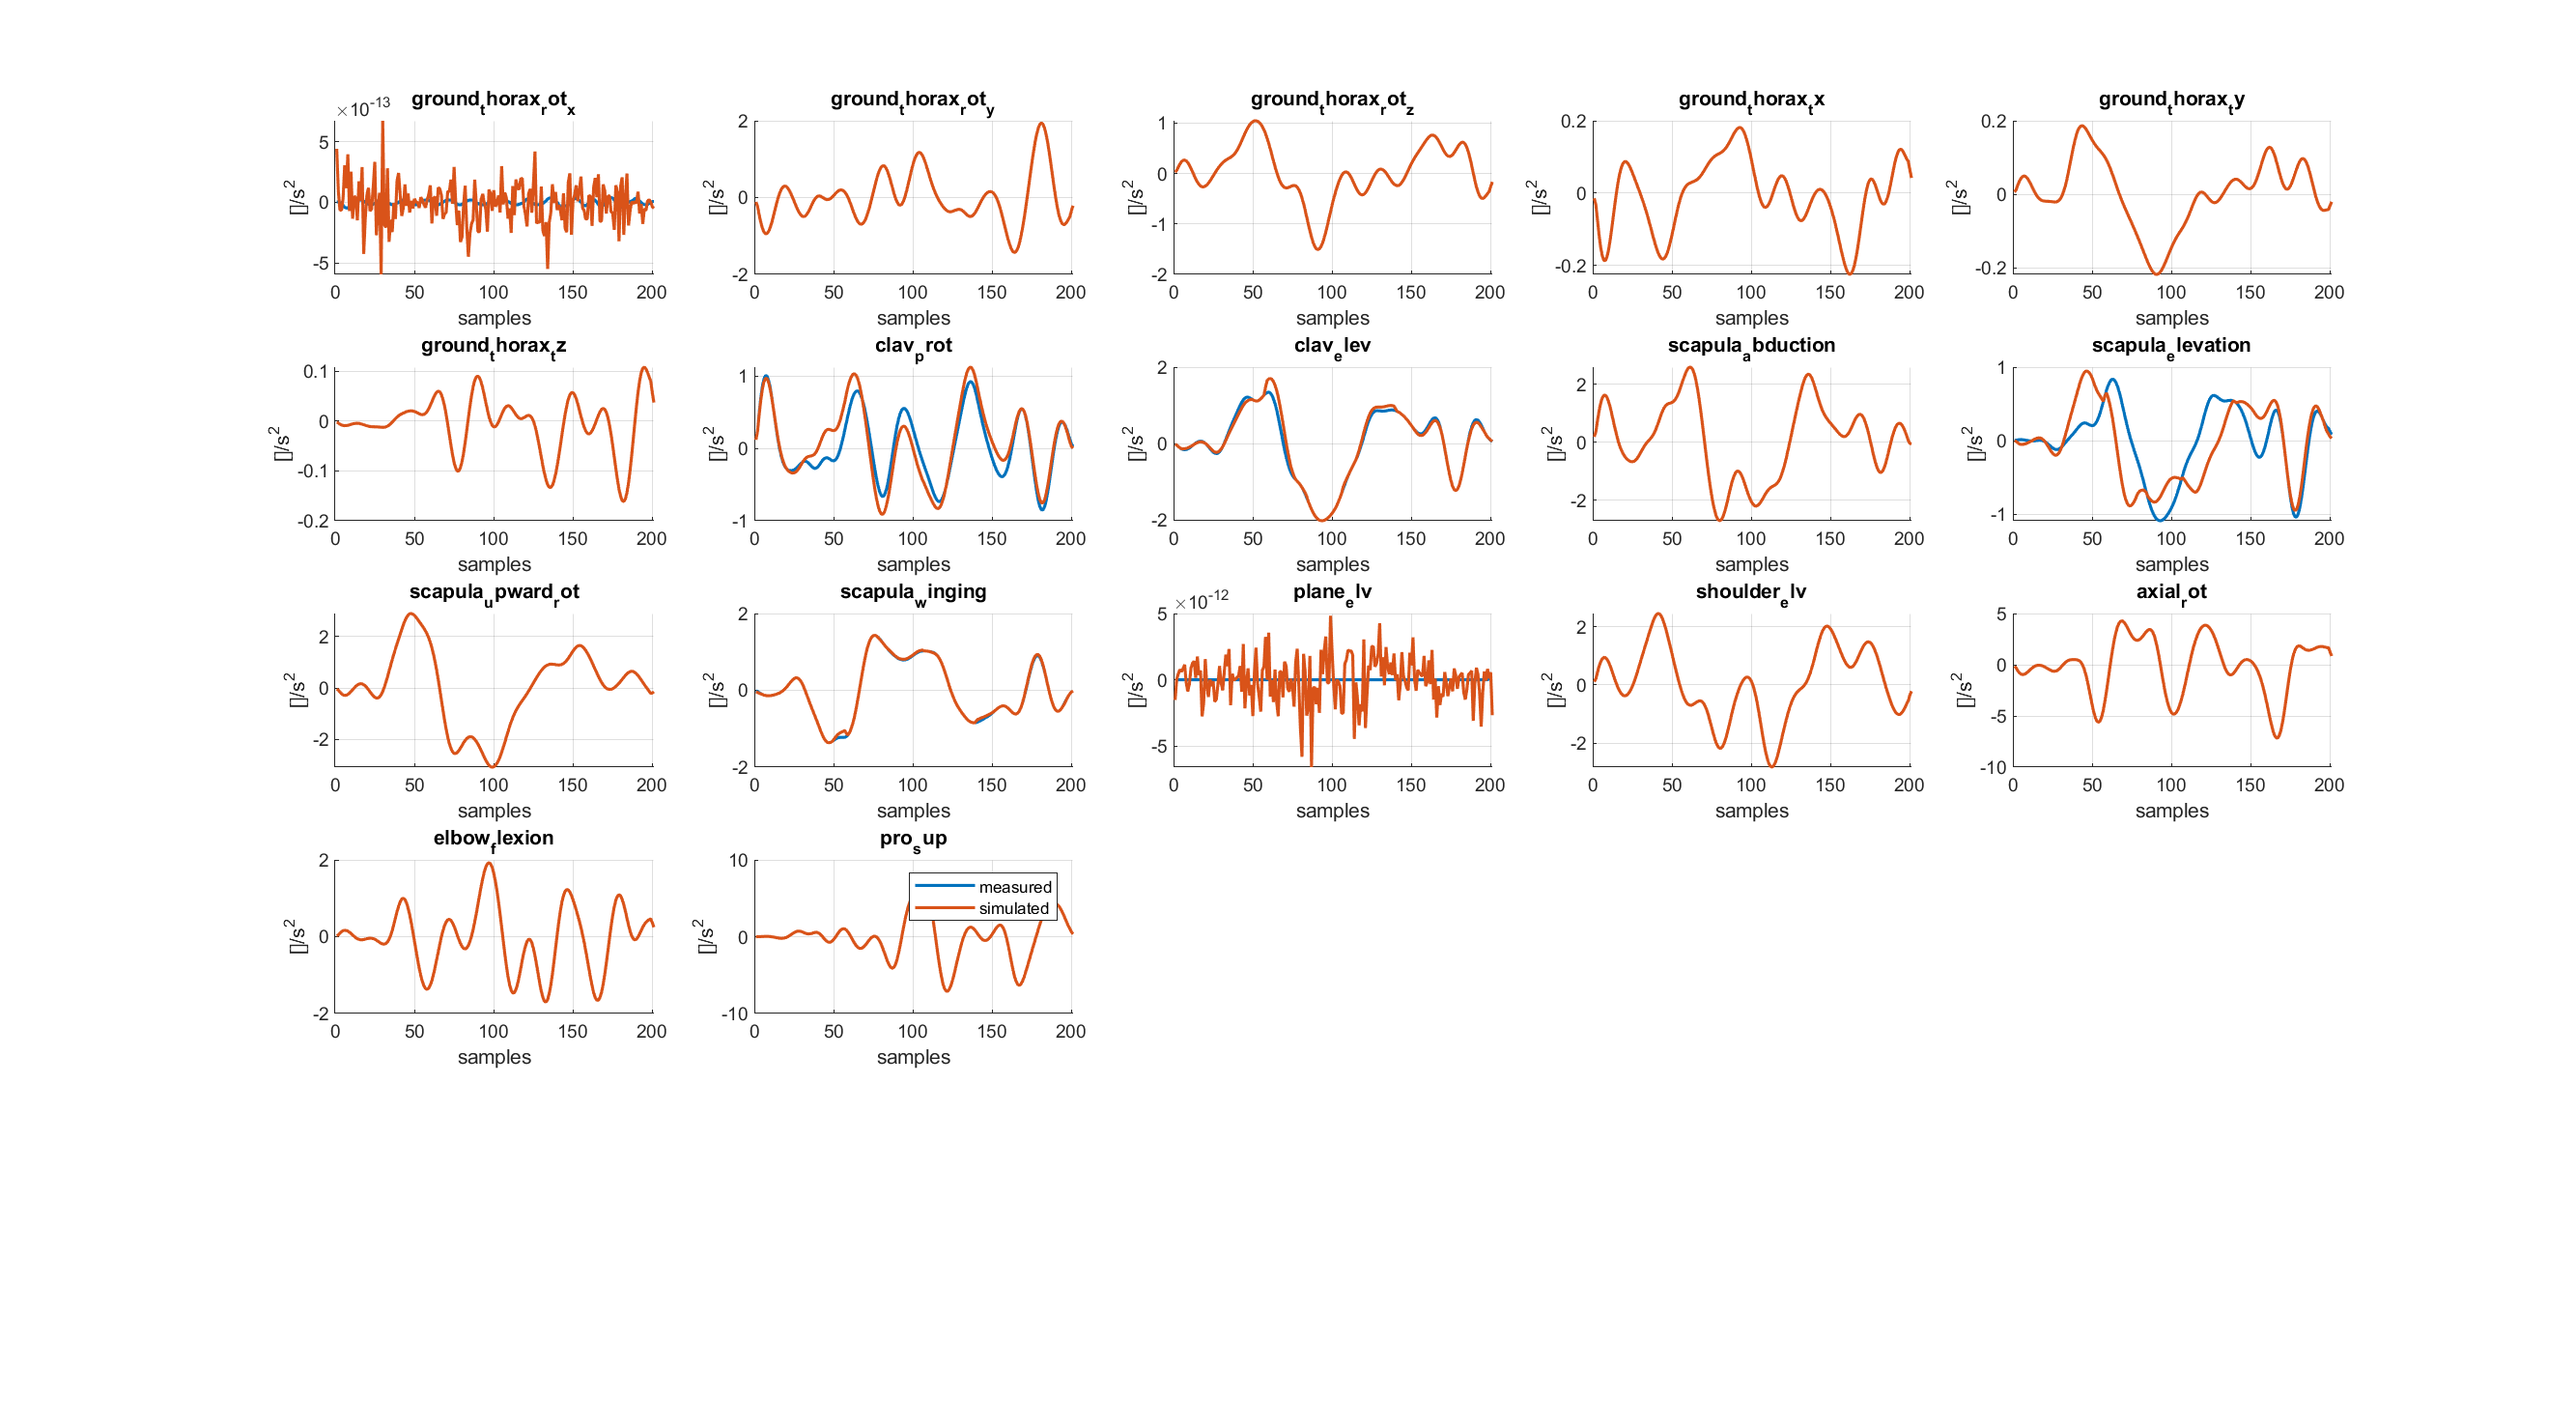 ×10-13 ground_thorax_rot_x
5
0
-5
[]/s2
0 50 100 150 200
samples
ground_thorax_rot_y
2
0
-2
[]/s2
0 50 100 150 200
samples
ground_thorax_rot_z
1
0
-1
-2
[]/s2
0 50 100 150 200
samples
ground_thorax_tx
0.2
0
-0.2
[]/s2
0 50 100 150 200
samples
ground_thorax_ty
0.2
0
-0.2
[]/s2
0 50 100 150 200
samples
ground_thorax_tz
0.1
0
-0.1
-0.2
[]/s2
0 50 100 150 200
samples
clav_prot
1
0
-1
[]/s2
0 50 100 150 200
samples
clav_elev
2
0
-2
[]/s2
0 50 100 150 200
samples
scapula_abduction
2
0
-2
[]/s2
0 50 100 150 200
samples
scapula_elevation
1
0
-1
[]/s2
0 50 100 150 200
samples
scapula_upward_rot
2
0
-2
[]/s2
0 50 100 150 200
samples
scapula_winging
2
0
-2
[]/s2
0 50 100 150 200
samples
×10-12 plane_elv
5
0
-5
[]/s2
0 50 100 150 200
samples
shoulder_elv
2
0
-2
[]/s2
0 50 100 150 200
samples
axial_rot
5
0
-5
-10
[]/s2
0 50 100 150 200
samples
elbow_flexion
2
0
-2
[]/s2
0 50 100 150 200
samples
pro_sup
10
0
-10
[]/s2
measured
simulated
0 50 100 150 200
samples